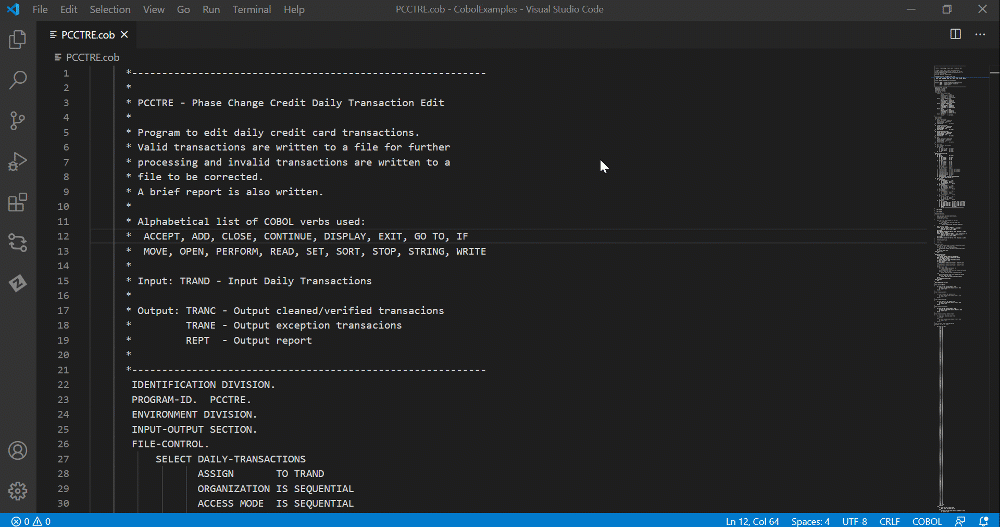 File Edit Selection View Go Run Terminal Help PCCTRE.cob - CobolExamples - Visual Studio Code
PCCTRE.cob
PCCTRE.cob
1 *-----------------------------------------------------------
2 *
3 * PCCTRE - Phase Change Credit Daily Transaction Edit
4 *
5 * Program to edit daily credit card transactions.
6 * Valid transactions are written to a file for further
7 * processing and invalid transactions are written to a
8 * file to be corrected.
9 * A brief report is also written.
10 *
11 * Alphabetical list of COBOL verbs used:
12 * ACCEPT, ADD, CLOSE, CONTINUE, DISPLAY, EXIT, GO TO, IF
13 * MOVE, OPEN, PERFORM, READ, SET, SORT, STOP, STRING, WRITE
14 *
15 * Input: TRAND - Input Daily Transactions
16 *
17 * Output: TRANC - Output cleaned/verified transacions
18 * TRANE - Output exception transacions
19 * REPT - Output report
20 *
21 *-----------------------------------------------------------
22 IDENTIFICATION DIVISION.
23 PROGRAM-ID. PCCTRE.
24 ENVIRONMENT DIVISION.
25 INPUT-OUTPUT SECTION.
26 FILE-CONTROL.
27 SELECT DAILY-TRANSACTIONS
28 ASSIGN TO TRAND
29 ORGANIZATION IS SEQUENTIAL
30 ACCESS MODE IS SEQUENTIAL
0 0 Ln 12, Col 64 Spaces: 4 UTF-8 CRLF COBOL